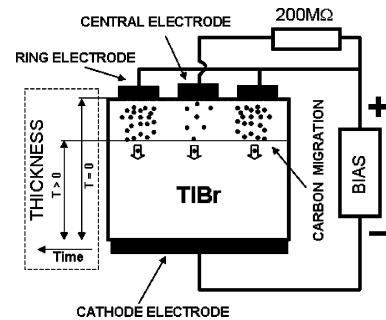 CENTRAL ELECTRODE
200MΩ
RING ELECTRODE
THICKNESS
T > 0
T = 0
Time
TlBr
CARBON MIGRATION
BIAS
+
−
CATHODE ELECTRODE